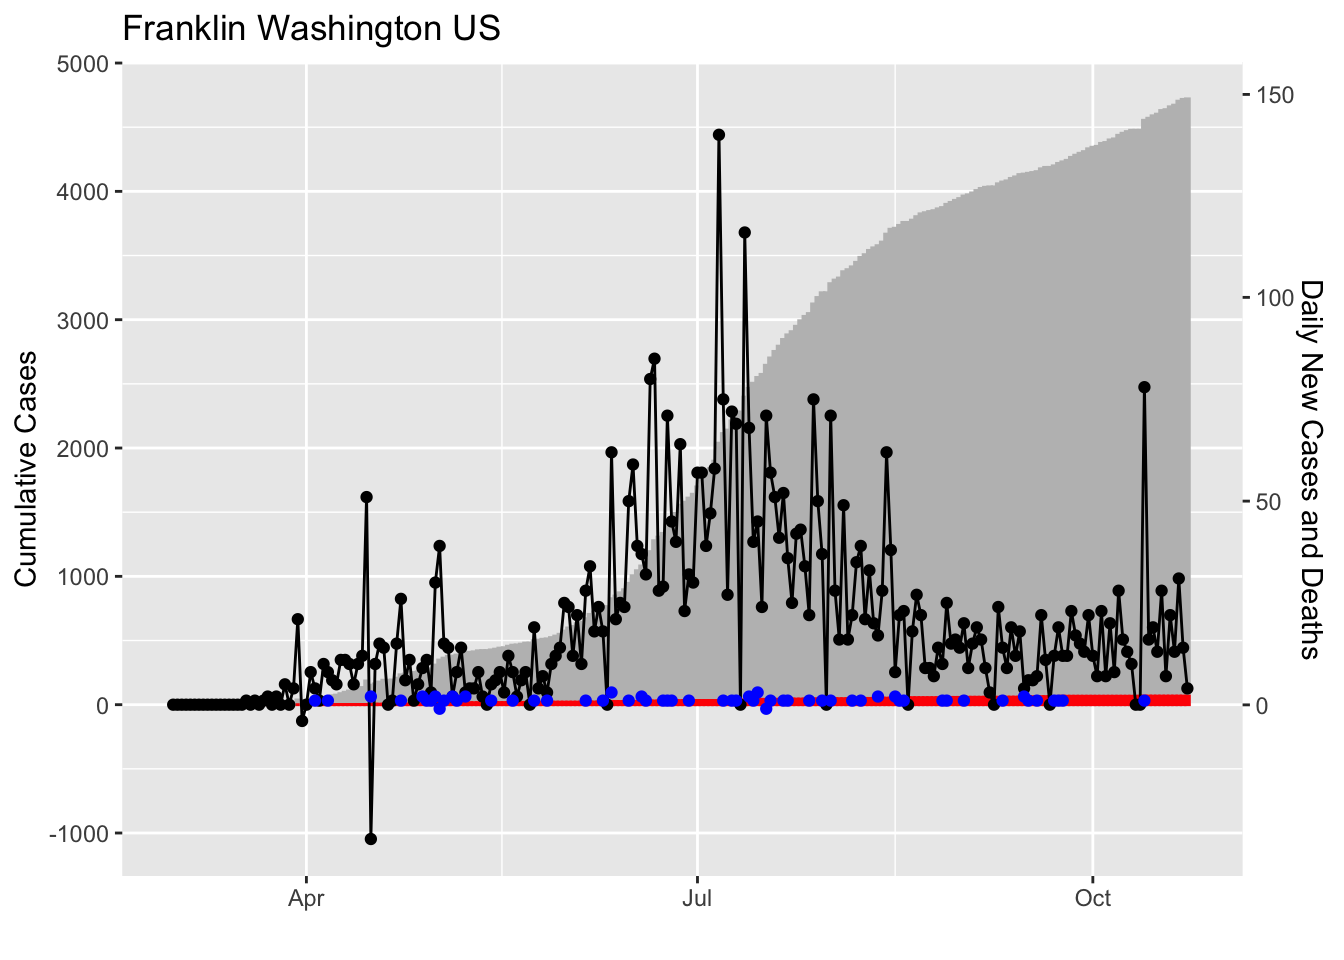 Franklin Washington US
5000
4000
3000
2000
1000
0
-1000
Cumulative Cases
150
100
50
0
Daily New Cases and Deaths
Apr
Jul
Oct